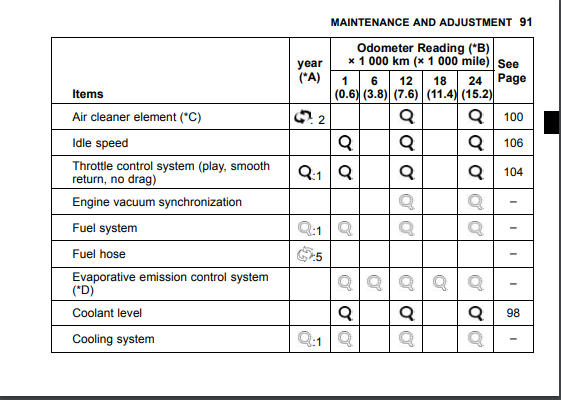 MAINTENANCE AND ADJUSTMENT 91
Items
year
(*A)
Odometer Reading (*B)
× 1 000 km (× 1 000 mile)
See
Page
1 6 12 18 24
(0.6) (3.8) (7.6) (11.4) (15.2)
Air cleaner element (*C) : 2 100
Idle speed 106
Throttle control system (play, smooth
return, no drag) :1 104
Engine vacuum synchronization –
Fuel system :1 –
Fuel hose :5 –
Evaporative emission control system
(*D) –
Coolant level 98
Cooling system :1 –